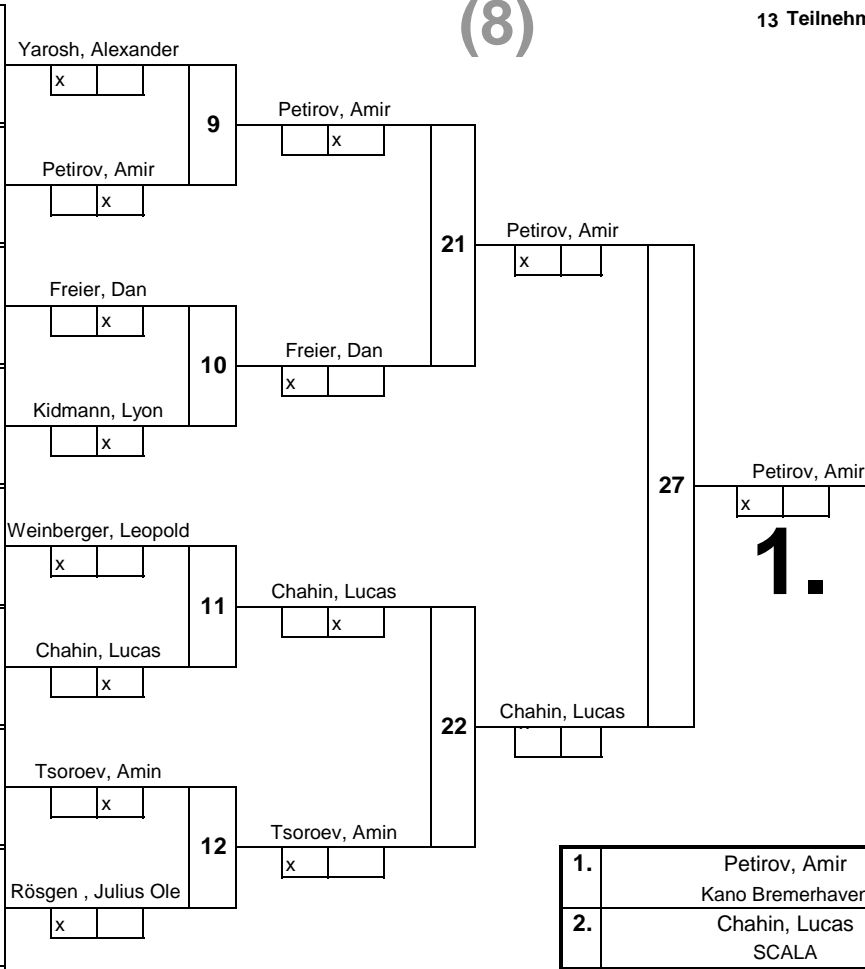 (8)
13 Teilnehm
Yarosh, Alexander
x
9
Petirov, Amir
x
Petirov, Amir
x
21
Petirov, Amir
x
Freier, Dan
x
10
Freier, Dan
x
Kidmann, Lyon
x
27
Petirov, Amir
x
1.
Weinberger, Leopold
x
11
Chahin, Lucas
x
Chahin, Lucas
x
22
Chahin, Lucas
Tsoroev, Amin
x
12
Tsoroev, Amin
x
Rösgen , Julius Ole
x
1. Petirov, Amir
Kano Bremerhaven
2. Chahin, Lucas
SCALA